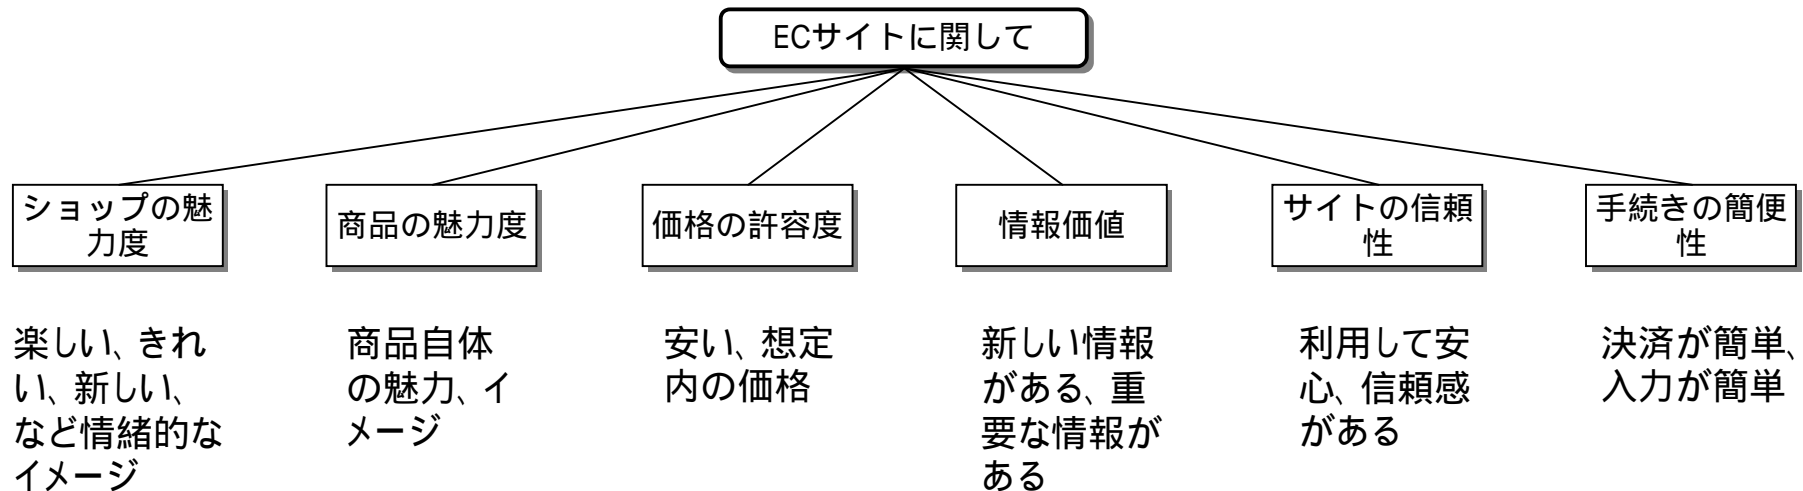 ECサイトに関して
ショップの魅
力度
商品の魅力度
価格の許容度
情報価値
サイトの信頼
性
手続きの簡便
性
楽しい、きれ
い、新しい、
など情緒的な
イメージ
商品自体
の魅力、イ
メージ
安い、想定
内の価格
新しい情報
がある、重
要な情報が
ある
利用して安
心、信頼感
がある
決済が簡単、
入力が簡単